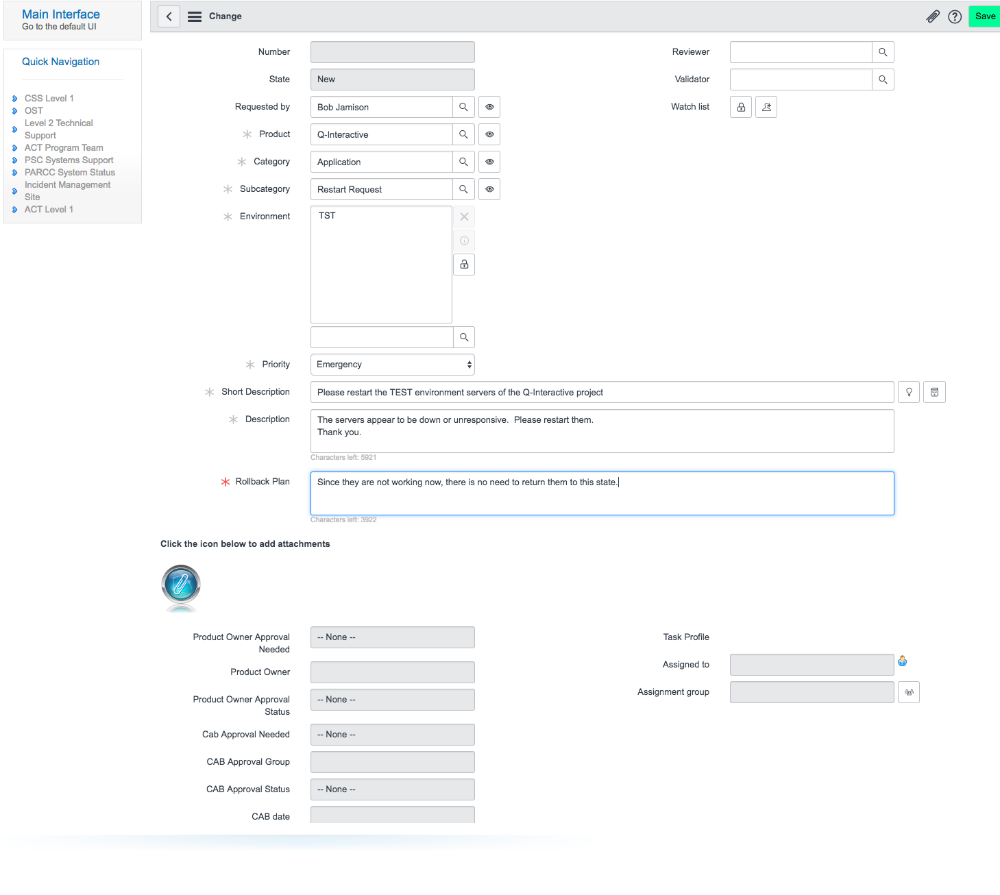 Main Interface
Go to the default UI
Quick Navigation
CSS Level 1
OST
Level 2 Technical
Support
ACT Program Team
PSC Systems Support
PARCC System Status
Incident Management
Site
ACT Level 1
Change
Save
Number
State
New
Requested by
Bob Jamison
Product
Q-Interactive
Category
Application
Subcategory
Restart Request
Environment
TST
Priority
Emergency
Short Description
Please restart the TEST environment servers of the Q-Interactive project
Description
The servers appear to be down or unresponsive.  Please restart them.
Thank you.
Characters left: 5921
Rollback Plan
Since they are not working now, there is no need to return them to this state.
Characters left: 3922
Reviewer
Validator
Watch list
Click the icon below to add attachments
Product Owner Approval
Needed
-- None --
Product Owner
Product Owner Approval
Status
-- None --
Cab Approval Needed
-- None --
CAB Approval Group
CAB Approval Status
-- None --
CAB date
Task Profile
Assigned to
Assignment group